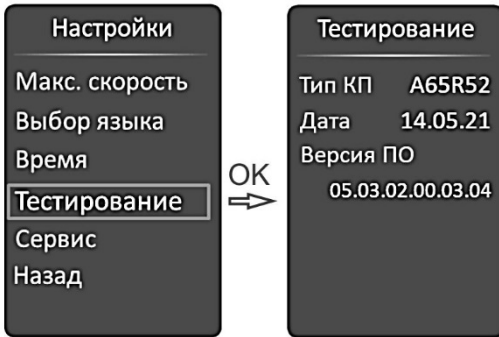 Настройки
Макс. скорость
Выбор языка
Время
Тестирование
Сервис
Назад
OK
Тестирование
Тип КП A65R52
Дата 14.05.21
Версия ПО
05.03.02.00.03.04